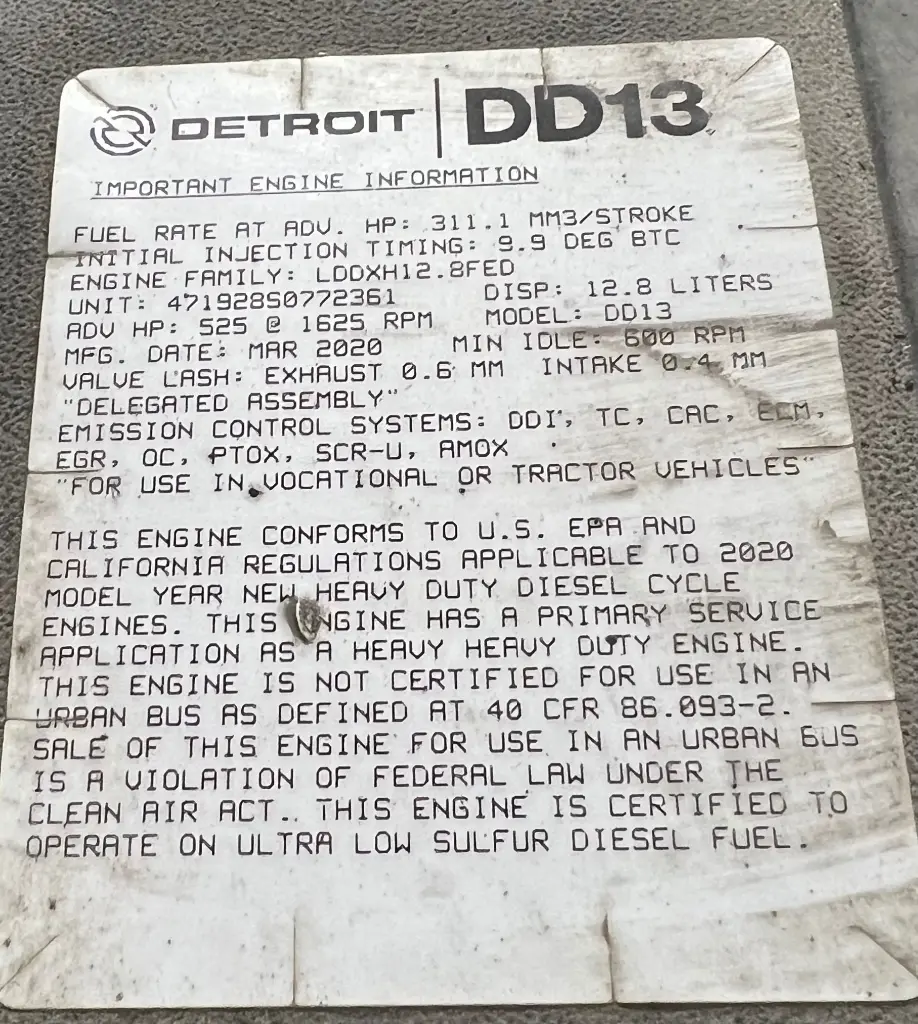 DETROIT | DD13
IMPORTANT ENGINE INFORMATION
FUEL RATE AT ADV. HP: 311.1 MM3/STROKE
INITIAL INJECTION TIMING: 9.9 DEG BTC
ENGINE FAMILY: LDDXH12.8FED
UNIT: 471928S0772361 DISP: 12.8 LITERS
ADV HP: 525 @ 1625 RPM MODEL: DD13
MFG. DATE: MAR 2020 MIN IDLE: 600 RPM
VALVE LASH: EXHAUST 0.6 MM INTAKE 0.4 MM
"DELEGATED ASSEMBLY"
EMISSION CONTROL SYSTEMS: DDI, TC, CAC, ECM,
EGR, OC, PTOX, SCR-U, AMOX
"FOR USE IN VOCATIONAL OR TRACTOR VEHICLES"
THIS ENGINE CONFORMS TO U.S. EPA AND
CALIFORNIA REGULATIONS APPLICABLE TO 2020
MODEL YEAR NEW HEAVY DUTY DIESEL CYCLE
ENGINES. THIS ENGINE HAS A PRIMARY SERVICE
APPLICATION AS A HEAVY HEAVY DUTY ENGINE.
THIS ENGINE IS NOT CERTIFIED FOR USE IN AN
URBAN BUS AS DEFINED AT 40 CFR 86.093-2.
SALE OF THIS ENGINE FOR USE IN AN URBAN BUS
IS A VIOLATION OF FEDERAL LAW UNDER THE
CLEAN AIR ACT. THIS ENGINE IS CERTIFIED TO
OPERATE ON ULTRA LOW SULFUR DIESEL FUEL.